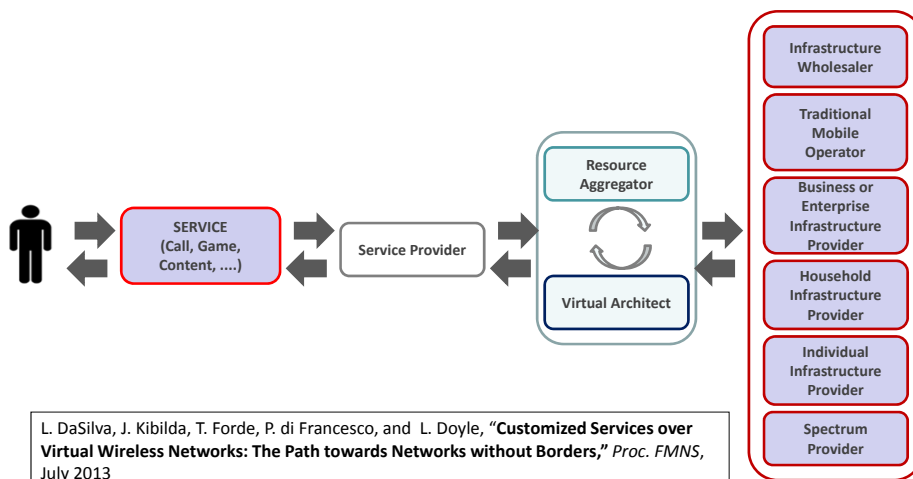 SERVICE
(Call, Game,
Content, ....)
Service Provider
Resource
Aggregator
Virtual Architect
Infrastructure
Wholesaler
Traditional
Mobile
Operator
Business or
Enterprise
Infrastructure
Provider
Household
Infrastructure
Provider
Individual
Infrastructure
Provider
Spectrum
Provider
L. DaSilva, J. Kibilda, T. Forde, P. di Francesco, and L. Doyle, “Customized Services over
Virtual Wireless Networks: The Path towards Networks without Borders,” Proc. FMNS,
July 2013